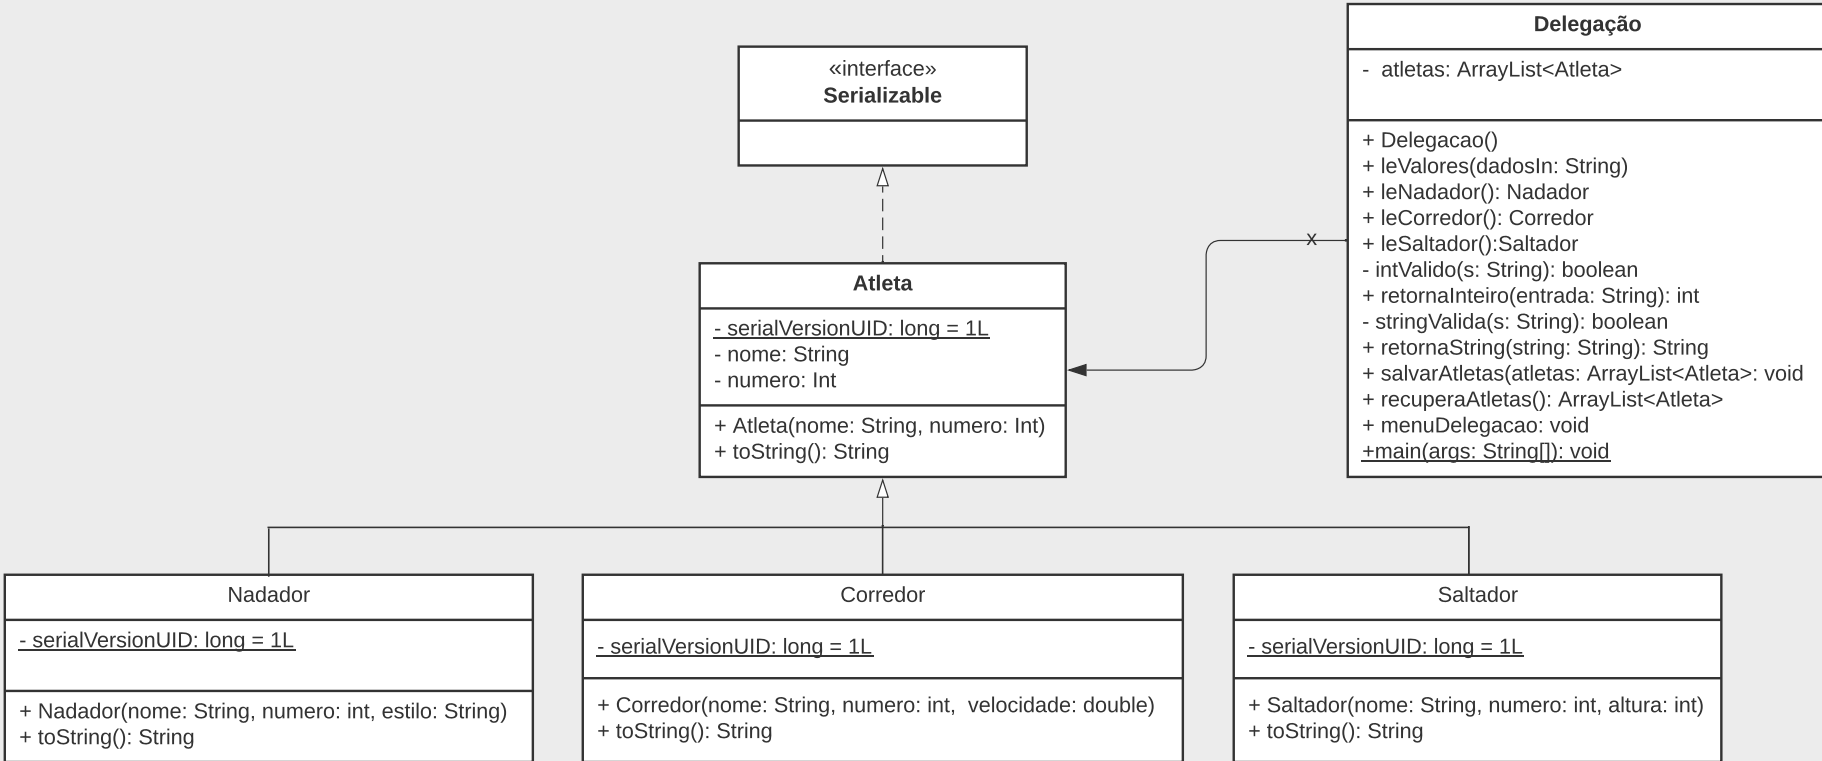 «interface»
Serializable
Delegação
-  atletas: ArrayList<Atleta>
+ Delegacao()
+ leValores(dadosIn: String)
+ leNadador(): Nadador
+ leCorredor(): Corredor
+ leSaltador():Saltador
- intValido(s: String): boolean
+ retornaInteiro(entrada: String): int
- stringValida(s: String): boolean
+ retornaString(string: String): String
+ salvarAtletas(atletas: ArrayList<Atleta>: void
+ recuperaAtletas(): ArrayList<Atleta>
+ menuDelegacao: void
+main(args: String[]): void
x
Atleta
- serialVersionUID: long = 1L
- nome: String
- numero: Int
+ Atleta(nome: String, numero: Int)
+ toString(): String
Nadador
- serialVersionUID: long = 1L
+ Nadador(nome: String, numero: int, estilo: String)
+ toString(): String
Corredor
- serialVersionUID: long = 1L
+ Corredor(nome: String, numero: int,  velocidade: double)
+ toString(): String
Saltador
- serialVersionUID: long = 1L
+ Saltador(nome: String, numero: int, altura: int)
+ toString(): String